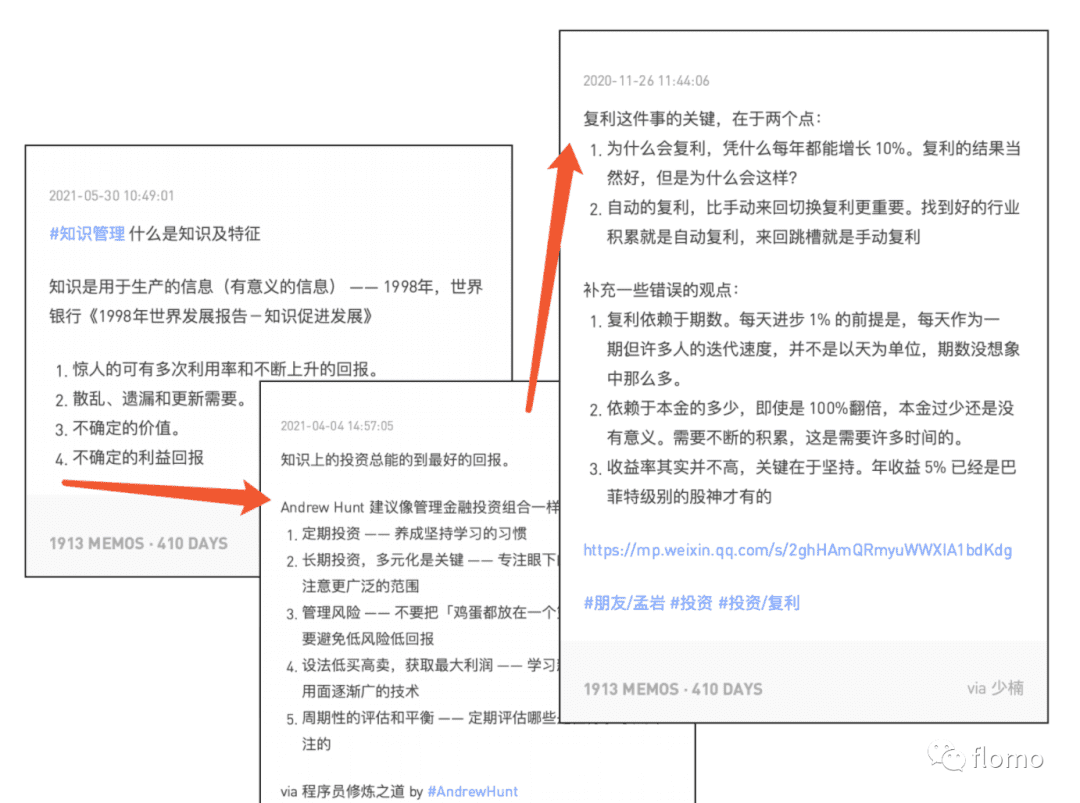 2021-05-30 10:49:01
#知识管理 什么是知识及特征
知识是用于生产的信息（有意义的信息） —— 1998年，世界
银行《1998年世界发展报告－知识促进发展》
1. 惊人的可有多次利用率和不断上升的回报。
2. 散乱、遗漏和更新需要。
3. 不确定的价值。
4. 不确定的利益回报
1913 MEMOS · 410 DAYS
2021-04-04 14:57:05
知识上的投资总能的到最好的回报。
Andrew Hunt 建议像管理金融投资组合一样
1. 定期投资 —— 养成坚持学习的习惯
2. 长期投资，多元化是关键 —— 专注眼下
注意更广泛的范围
3. 管理风险 —— 不要把「鸡蛋都放在一个
要避免低风险低回报
4. 设法低买高卖，获取最大利润 —— 学习
用面逐渐广的技术
5. 周期性的评估和平衡 —— 定期评估哪些
注的
via 程序员修炼之道 by #AndrewHunt
2020-11-26 11:44:06
复利这件事的关键，在于两个点：
1. 为什么会复利，凭什么每年都能增长 10%。复利的结果当
然好，但是为什么会这样？
2. 自动的复利，比手动来回切换复利更重要。找到好的行业
积累就是自动复利，来回跳槽就是手动复利
补充一些错误的观点：
1. 复利依赖于期数。每天进步 1% 的前提是，每天作为一
期但许多人的迭代速度，并不是以天为单位，期数没想象
中那么多。
2. 依赖于本金的多少，即使是 100%翻倍，本金过少还是没
有意义。需要不断的积累，这是需要许多时间的。
3. 收益率其实并不高，关键在于坚持。年收益 5% 已经是巴
菲特级别的股神才有的
https://mp.weixin.qq.com/s/2ghHAmQRmyuWWXIA1bdKdg
#朋友/孟岩 #投资 #投资/复利
1913 MEMOS · 410 DAYS
via 少楠
flomo